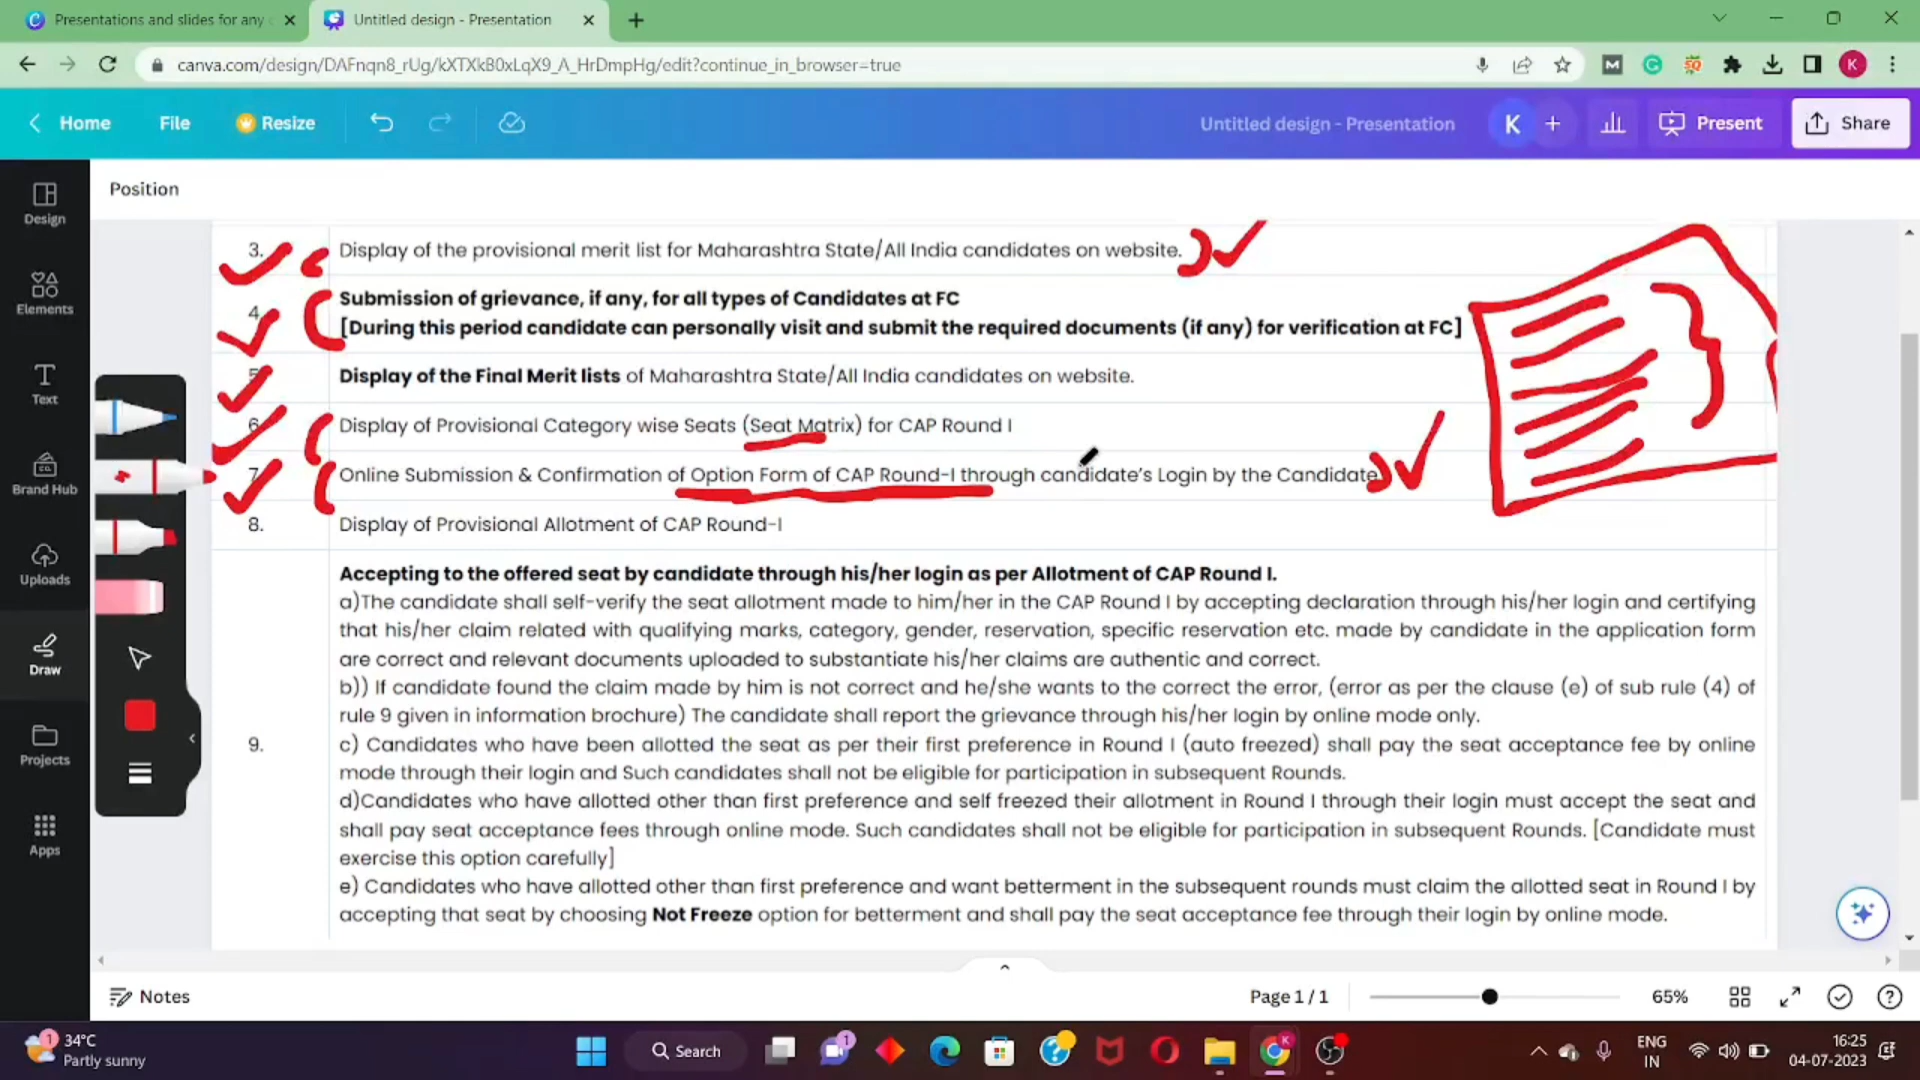 Presentations and slides for any
Untitled design - Presentation
canva.com/design/DAFnqn8_rUg/kXTXkB0xLqX9_A_HrDmpHg/edit?continue_in_browser=true
K
Home
File
Resize
Untitled design - Presentation
K
Present
Share
Design
Elements
Text
Brand Hub
Uploads
Draw
Projects
Apps
Position
3.
Display of the provisional merit list for Maharashtra State/All India candidates on website.
4.
Submission of grievance, if any, for all types of Candidates at FC
[During this period candidate can personally visit and submit the required documents (if any) for verification at FC]
5.
Display of the Final Merit lists of Maharashtra State/All India candidates on website.
6.
Display of Provisional Category wise Seats (Seat Matrix) for CAP Round I
7.
Online Submission & Confirmation of Option Form of CAP Round-I through candidate's Login by the Candidate.
8.
Display of Provisional Allotment of CAP Round-I
9.
Accepting to the offered seat by candidate through his/her login as per Allotment of CAP Round I.
a)The candidate shall self-verify the seat allotment made to him/her in the CAP Round I by accepting declaration through his/her login and certifying
that his/her claim related with qualifying marks, category, gender, reservation, specific reservation etc. made by candidate in the application form
are correct and relevant documents uploaded to substantiate his/her claims are authentic and correct.
b)) If candidate found the claim made by him is not correct and he/she wants to the correct the error, (error as per the clause (e) of sub rule (4) of
rule 9 given in information brochure) The candidate shall report the grievance through his/her login by online mode only.
c) Candidates who have been allotted the seat as per their first preference in Round I (auto freezed) shall pay the seat acceptance fee by online
mode through their login and Such candidates shall not be eligible for participation in subsequent Rounds.
d)Candidates who have allotted other than first preference and self freezed their allotment in Round I through their login must accept the seat and
shall pay seat acceptance fees through online mode. Such candidates shall not be eligible for participation in subsequent Rounds. [Candidate must
exercise this option carefully]
e) Candidates who have allotted other than first preference and want betterment in the subsequent rounds must claim the allotted seat in Round I by
accepting that seat by choosing Not Freeze option for betterment and shall pay the seat acceptance fee through their login by online mode.
Notes
Page 1 / 1
65%
1
34°C
Partly sunny
Search
1
ENG
IN
16:25
04-07-2023